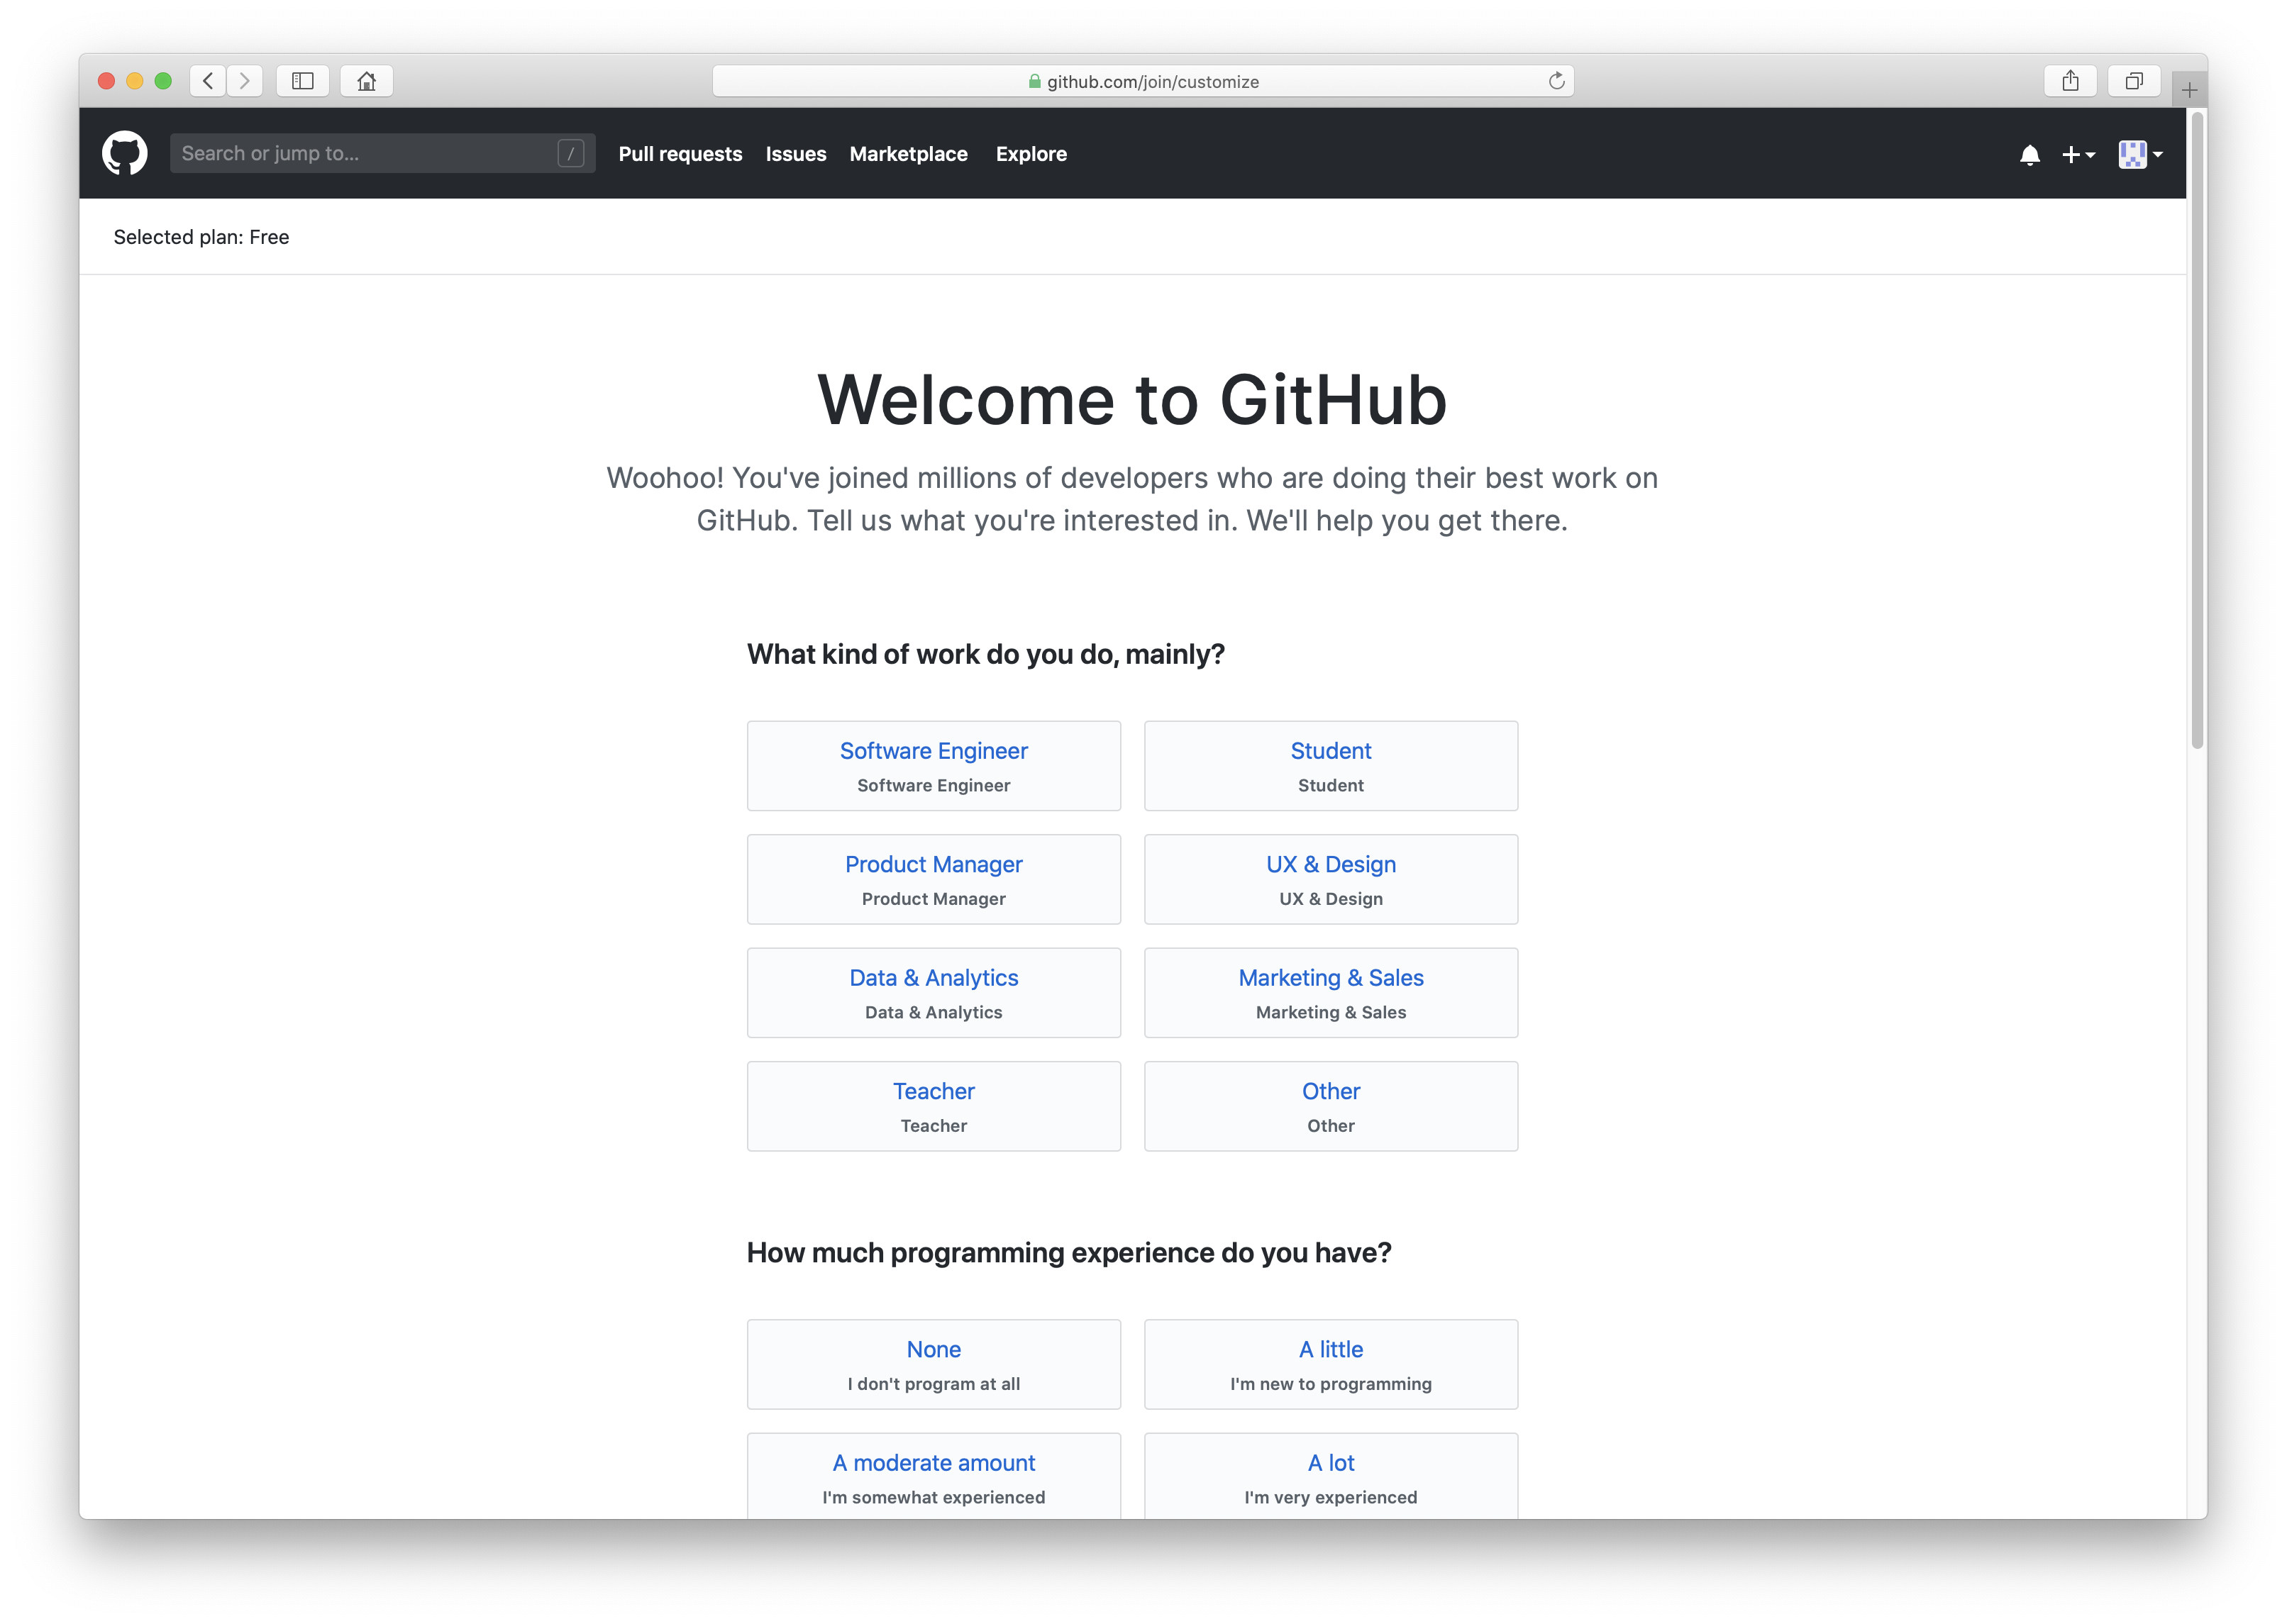 github.com/join/customize
Search or jump to... /
Pull requests Issues Marketplace Explore
Selected plan: Free
Welcome to GitHub
Woohoo! You've joined millions of developers who are doing their best work on
GitHub. Tell us what you're interested in. We'll help you get there.
What kind of work do you do, mainly?
Software Engineer
Software Engineer
Student
Student
Product Manager
Product Manager
UX & Design
UX & Design
Data & Analytics
Data & Analytics
Marketing & Sales
Marketing & Sales
Teacher
Teacher
Other
Other
How much programming experience do you have?
None
I don't program at all
A little
I'm new to programming
A moderate amount
I'm somewhat experienced
A lot
I'm very experienced